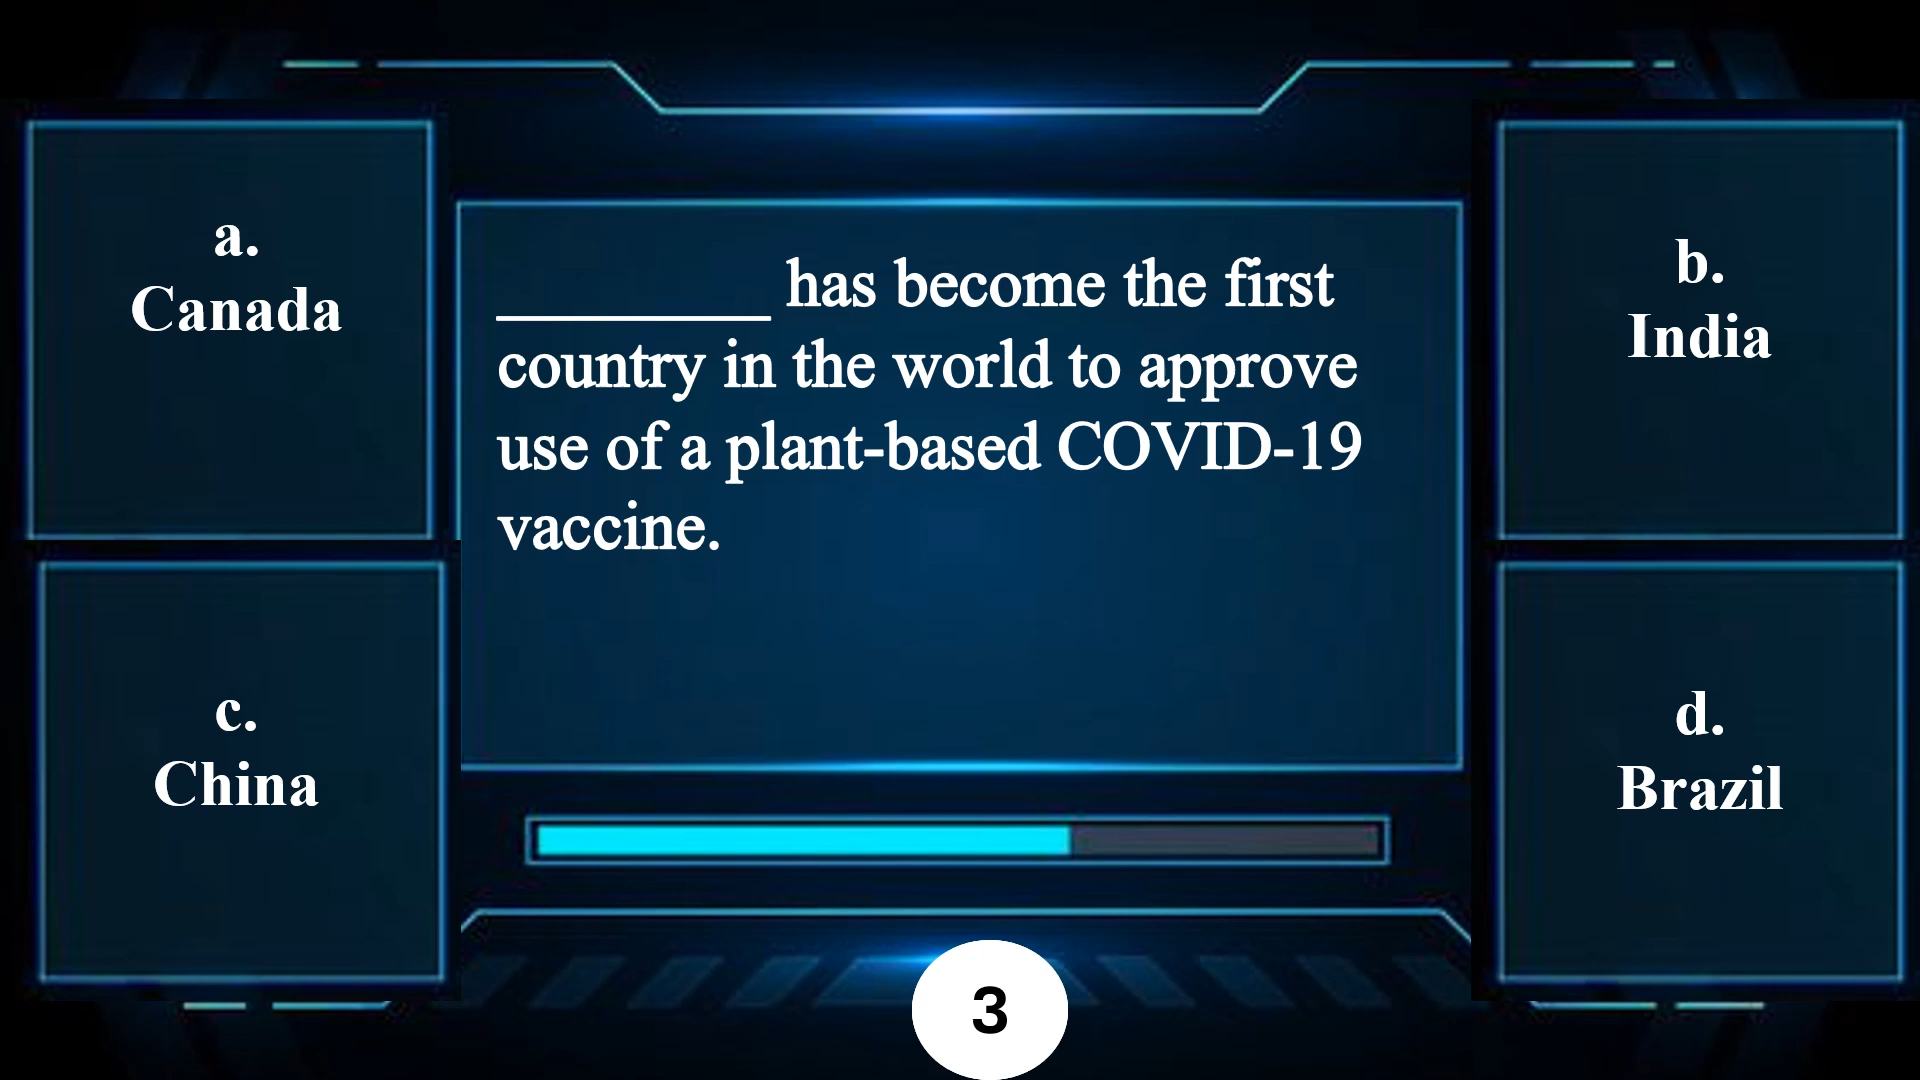 a.
Canada
b.
India
_________ has become the first
country in the world to approve
use of a plant-based COVID-19
vaccine.
c.
China
d.
Brazil
3